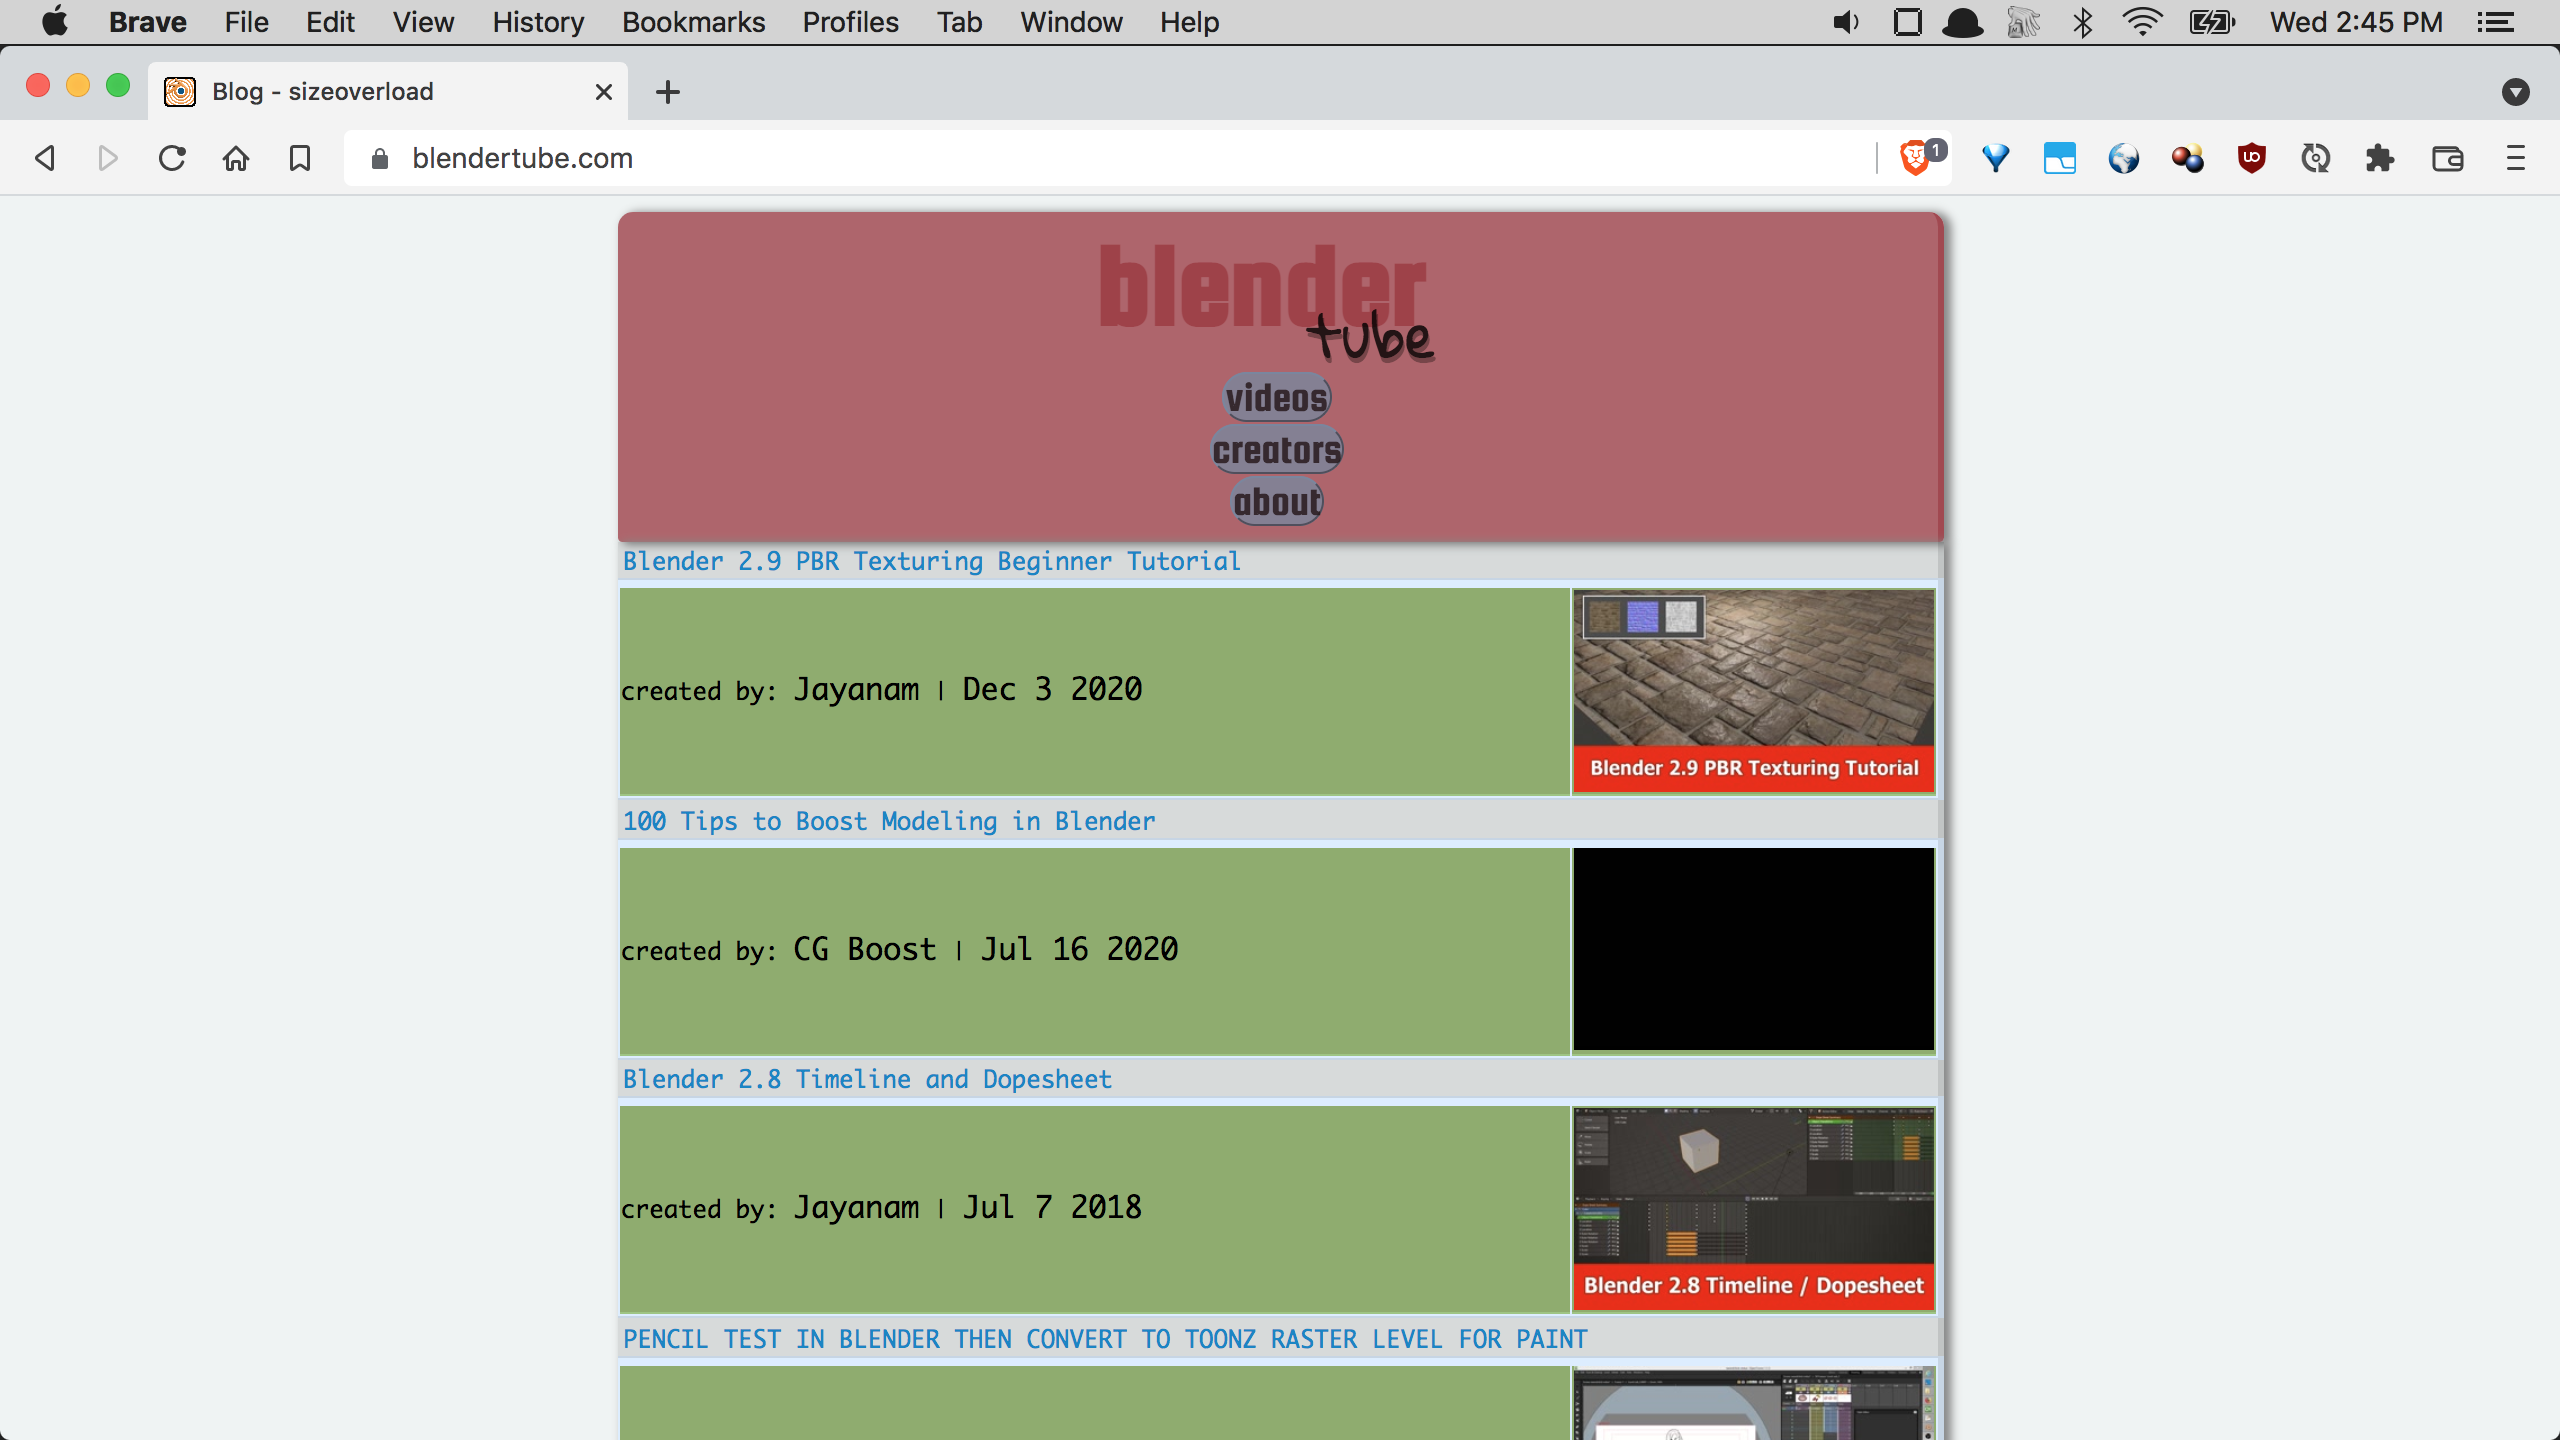 Brave File Edit View History Bookmarks Profiles Tab Window Help Wed 2:45 PM
Blog - sizeoverload
blendertube.com 1
blender
tube
videos
creators
about
Blender 2.9 PBR Texturing Beginner Tutorial
created by: Jayanam | Dec 3 2020
Blender 2.9 PBR Texturing Tutorial
100 Tips to Boost Modeling in Blender
created by: CG Boost | Jul 16 2020
Blender 2.8 Timeline and Dopesheet
created by: Jayanam | Jul 7 2018
Blender 2.8 Timeline / Dopesheet
PENCIL TEST IN BLENDER THEN CONVERT TO TOONZ RASTER LEVEL FOR PAINT